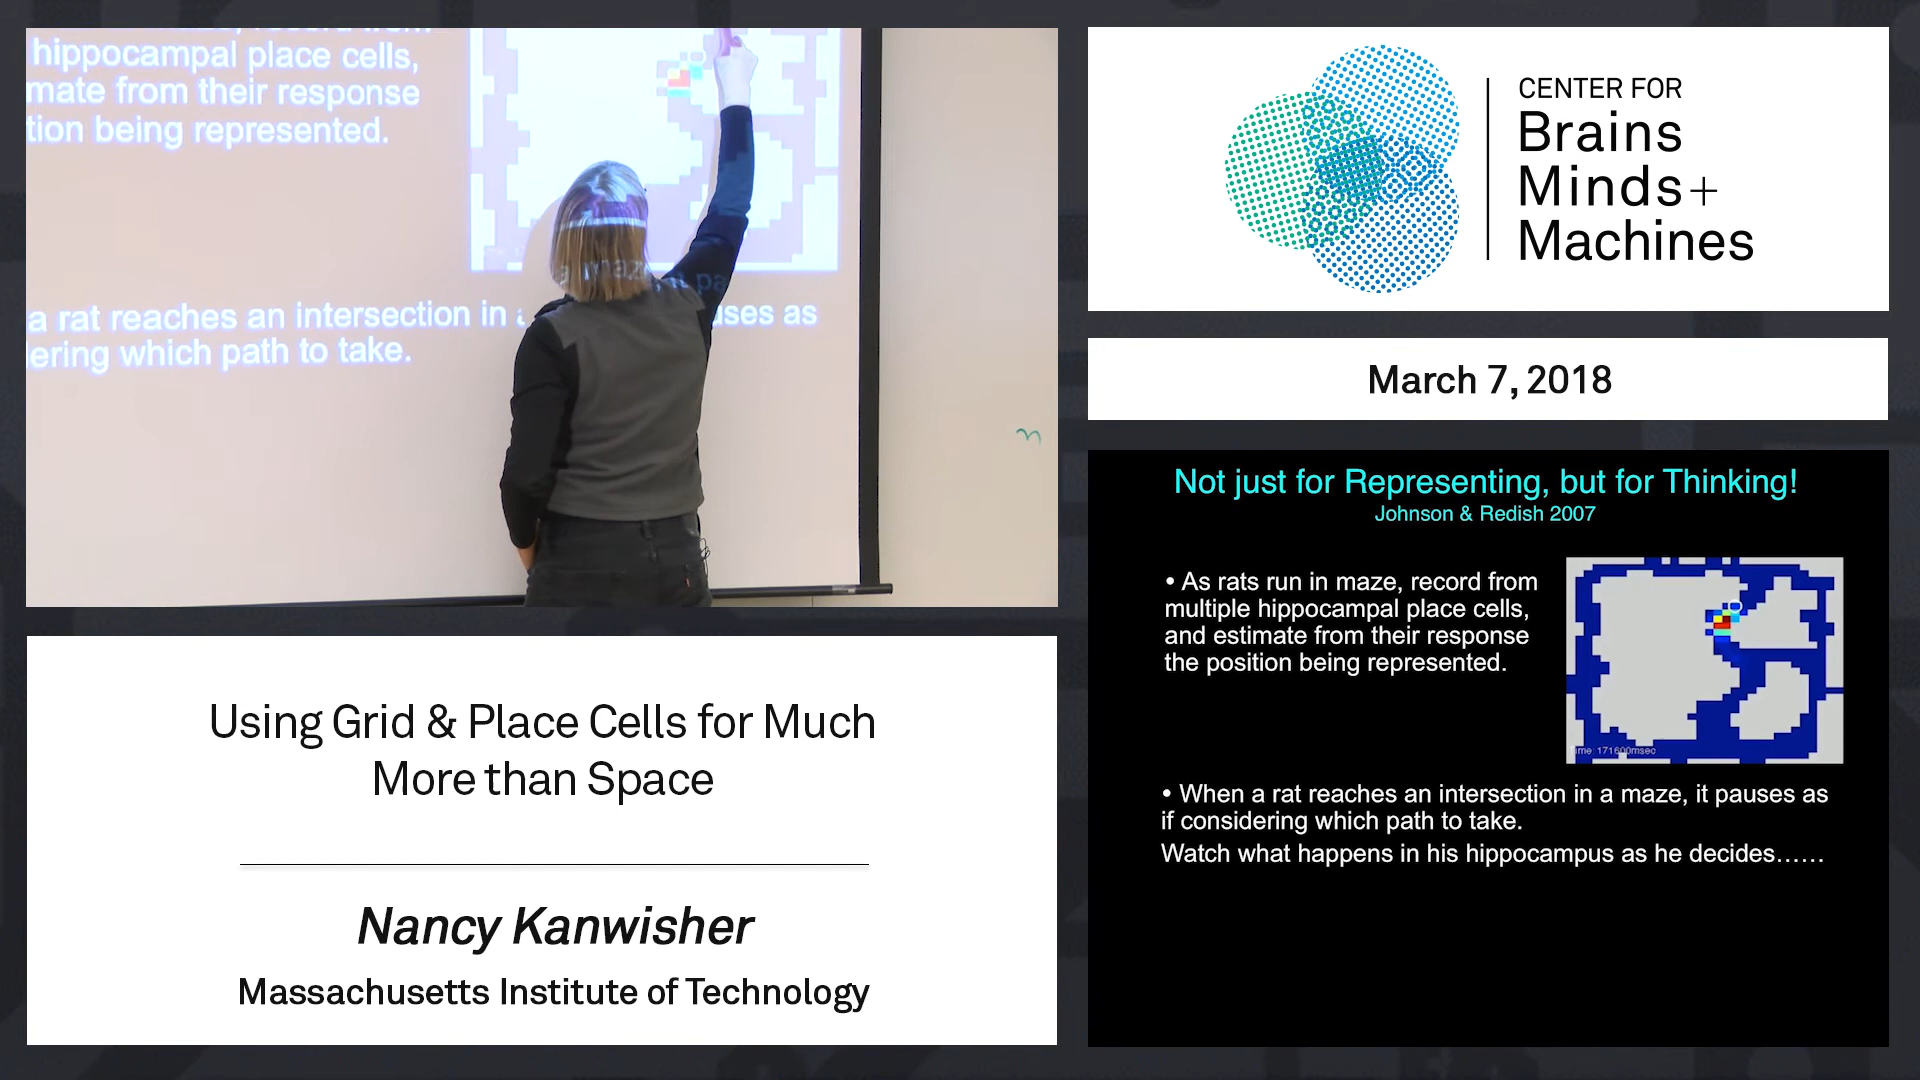 hippocampal place cells,
mate from their response
tion being represented.
a rat reaches an intersection in
uses as
ering which path to take.
CENTER FOR
Brains
Minds+
Machines
March 7, 2018
Using Grid & Place Cells for Much
More than Space
Nancy Kanwisher
Massachusetts Institute of Technology
Not just for Representing, but for Thinking!
Johnson & Redish 2007
• As rats run in maze, record from
multiple hippocampal place cells,
and estimate from their response
the position being represented.
Time: 171600msec
• When a rat reaches an intersection in a maze, it pauses as
if considering which path to take.
Watch what happens in his hippocampus as he decides......